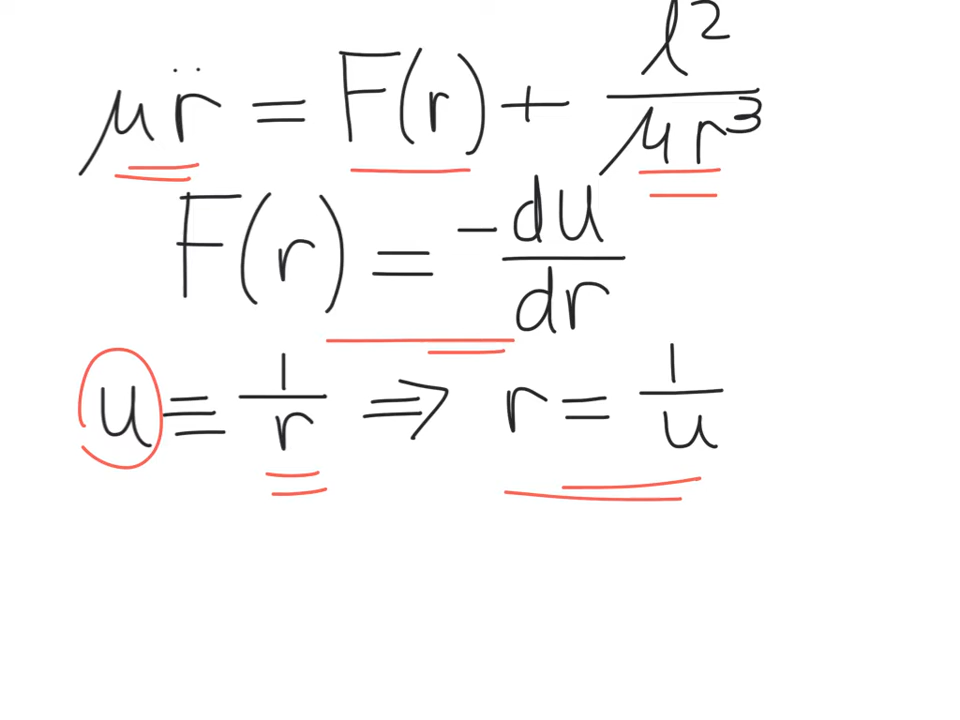 μr̈ = F(r) + l²/μr³
F(r) = -du/dr
u ≡ 1/r ⇒ r = 1/u